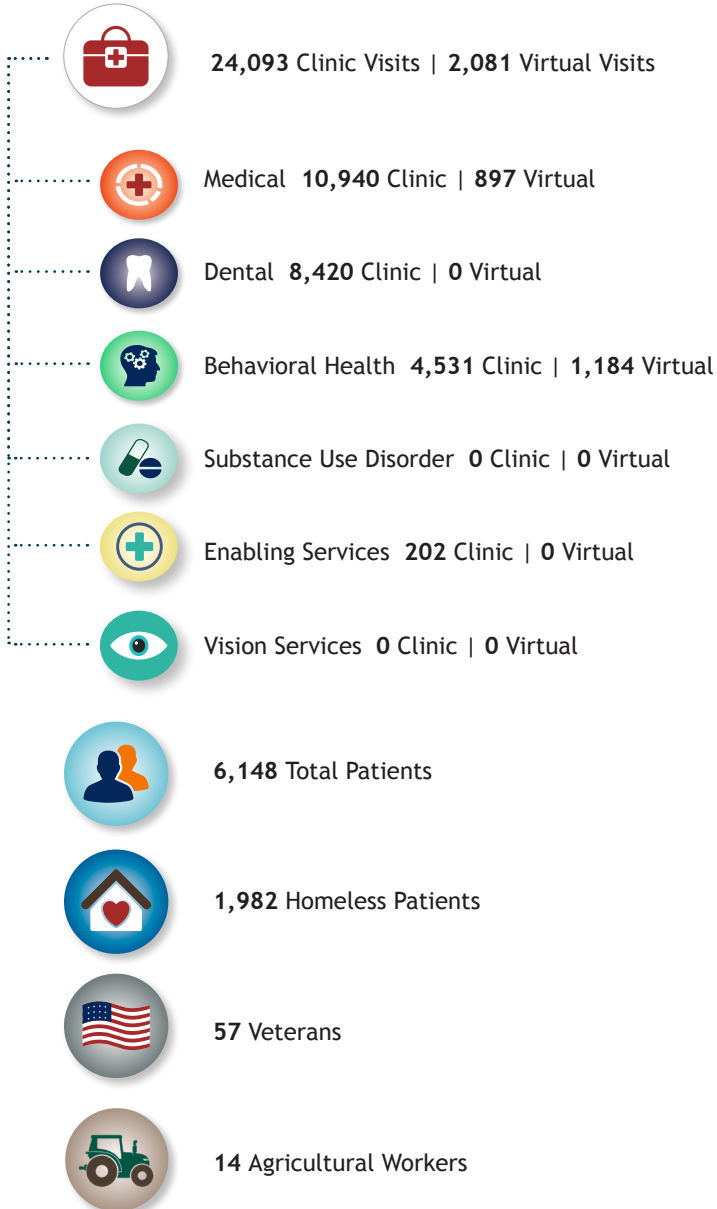 24,093 Clinic Visits | 2,081 Virtual Visits
Medical 10,940 Clinic | 897 Virtual
Dental 8,420 Clinic | 0 Virtual
Behavioral Health 4,531 Clinic | 1,184 Virtual
Substance Use Disorder 0 Clinic | 0 Virtual
Enabling Services 202 Clinic | 0 Virtual
Vision Services 0 Clinic | 0 Virtual
6,148 Total Patients
1,982 Homeless Patients
57 Veterans
14 Agricultural Workers